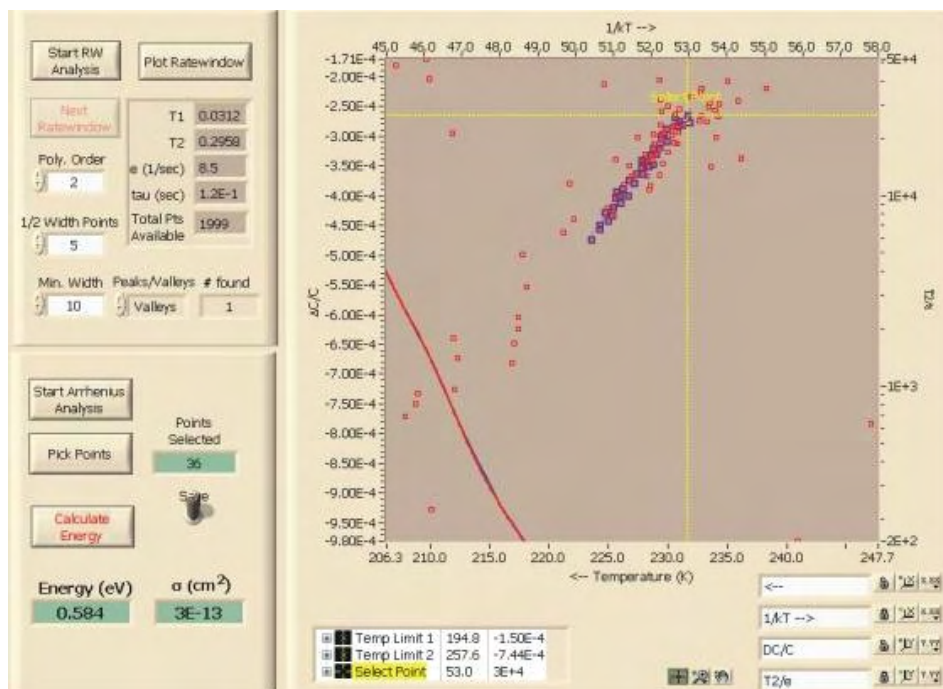 Start RW
Analysis
Plot Ratewindow
Next
Ratewindow
T1 0.0312
T2 0.2958
e (1/sec) 8.5
tau (sec) 1.2E-1
Total Pts
Available
1999
Poly. Order
2
1/2 Width Points
5
Min. Width
10
Peaks/Valleys
Valleys
# found
1
Start Arrhenius
Analysis
Pick Points
Points
Selected
36
Calculate
Energy
Energy (eV)
0.584
σ (cm²)
3E-13
1/kT -->
45.0 46.0 47.0 48.0 50.0 51.0 52.0 53.0 55.0 56.0 58.0
-1.71E-4
-2.00E-4
-2.50E-4
-3.00E-4
-3.50E-4
-4.00E-4
-4.50E-4
-5.00E-4
-5.50E-4
-6.00E-4
-6.50E-4
-7.00E-4
-7.50E-4
-8.00E-4
-8.50E-4
-9.00E-4
-9.50E-4
-9.80E-4
ΔC/C
5E+4
1E+4
1E+3
2E+2
206.3 210.0 215.0 220.0 225.0 230.0 235.0 240.0 247.7
<-- Temperature (K)
Temp Limit 1 194.8 -1.50E-4
Temp Limit 2 257.6 -7.44E-4
Select Point 53.0 3E+4
<--
1/kT -->
DC/C
T2/e